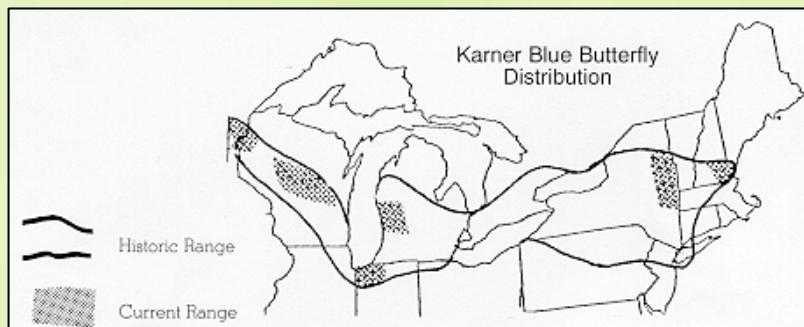 Karner Blue Butterfly
Distribution
Historic Range
Current Range